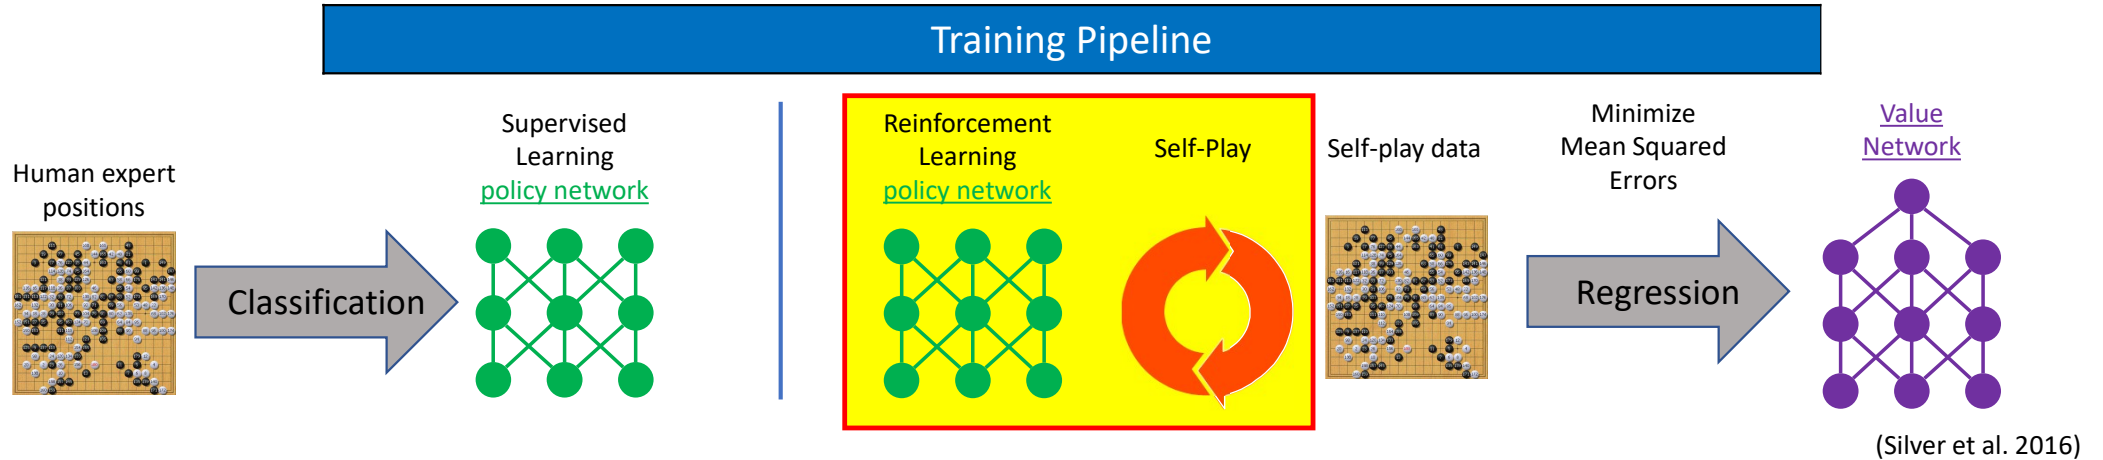 Training Pipeline
Human expert
positions
Classification
Supervised
Learning
policy network
Reinforcement
Learning
policy network
Self-Play
Self-play data
Minimize
Mean Squared
Errors
Regression
Value
Network
(Silver et al. 2016)